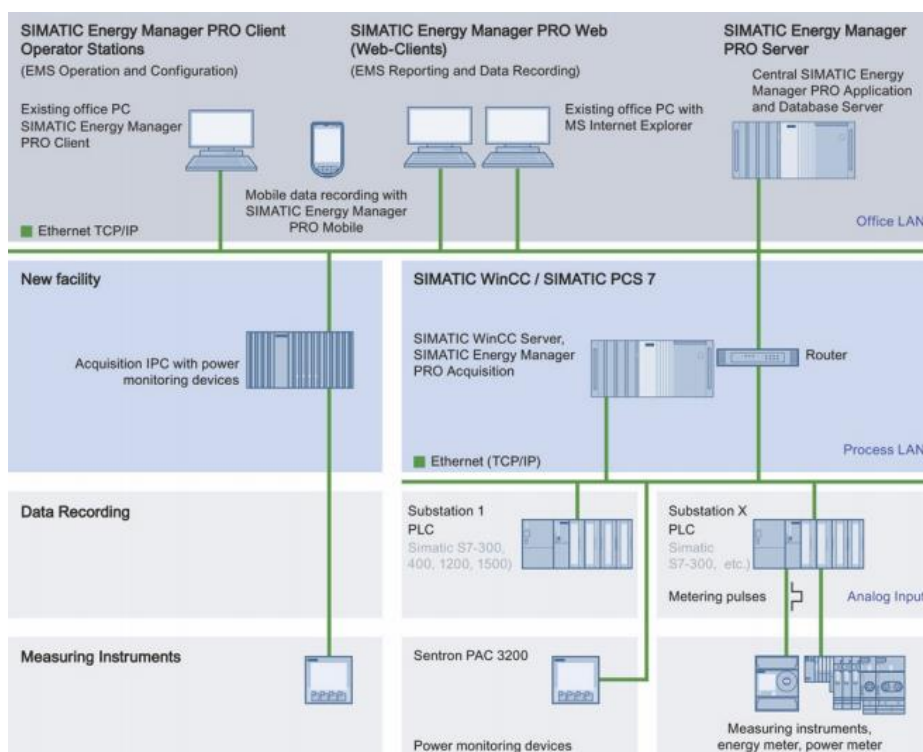 SIMATIC Energy Manager PRO Client
Operator Stations
(EMS Operation and Configuration)
Existing office PC
SIMATIC Energy Manager
PRO Client
Mobile data recording with
SIMATIC Energy Manager
PRO Mobile
SIMATIC Energy Manager PRO Web
(Web-Clients)
(EMS Reporting and Data Recording)
Existing office PC with
MS Internet Explorer
SIMATIC Energy Manager
PRO Server
Central SIMATIC Energy
Manager PRO Application
and Database Server
Ethernet TCP/IP
Office LAN
New facility
Acquisition IPC with power
monitoring devices
SIMATIC WinCC / SIMATIC PCS 7
SIMATIC WinCC Server,
SIMATIC Energy Manager
PRO Acquisition
Router
Ethernet (TCP/IP)
Process LAN
Data Recording
Substation 1
PLC
Simatic S7-300,
400, 1200, 1500)
Substation X
PLC
Simatic
S7-300, etc.)
Metering pulses
Analog Input
Measuring Instruments
Sentron PAC 3200
Power monitoring devices
Measuring instruments,
energy meter, power meter